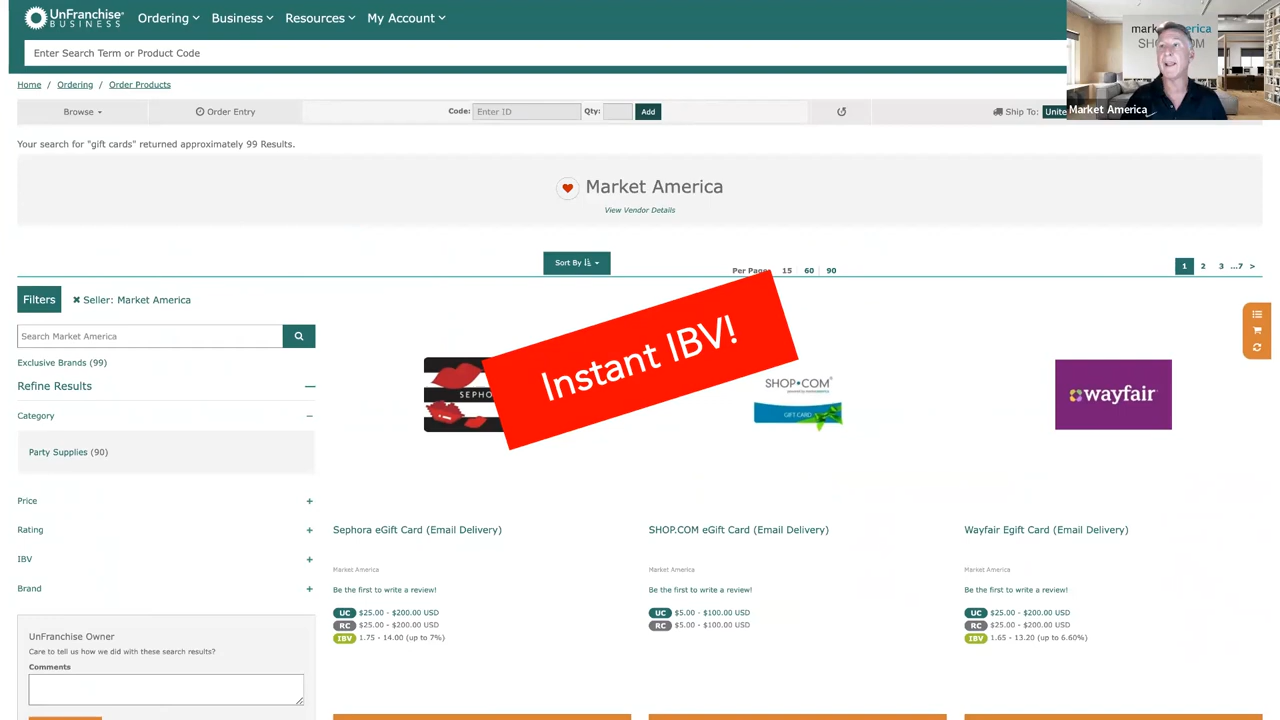 UnFranchise®
BUSINESS
Ordering
Business
Resources
My Account
Enter Search Term or Product Code
Home / Ordering / Order Products
Browse
Order Entry
Code: Enter ID
Qty:
Add
Ship To: Unite
Your search for "gift cards" returned approximately 99 Results.
Market America
View Vendor Details
Sort By
Per Page 15 60 90
1 2 3 ...7 >
Filters
Seller: Market America
Search Market America
Exclusive Brands (99)
Refine Results
Category
Party Supplies (90)
Price
Rating
IBV
Brand
UnFranchise Owner
Care to tell us how we did with these search results?
Comments
Instant IBV!
SEPHO
SHOP•COM
GIFT CARD
wayfair
Sephora eGift Card (Email Delivery)
Market America
Be the first to write a review!
UC $25.00 - $200.00 USD
RC $25.00 - $200.00 USD
IBV 1.75 - 14.00 (up to 7%)
SHOP.COM eGift Card (Email Delivery)
Market America
Be the first to write a review!
UC $5.00 - $100.00 USD
RC $5.00 - $100.00 USD
Wayfair Egift Card (Email Delivery)
Market America
Be the first to write a review!
UC $25.00 - $200.00 USD
RC $25.00 - $200.00 USD
IBV 1.65 - 13.20 (up to 6.60%)
Market America